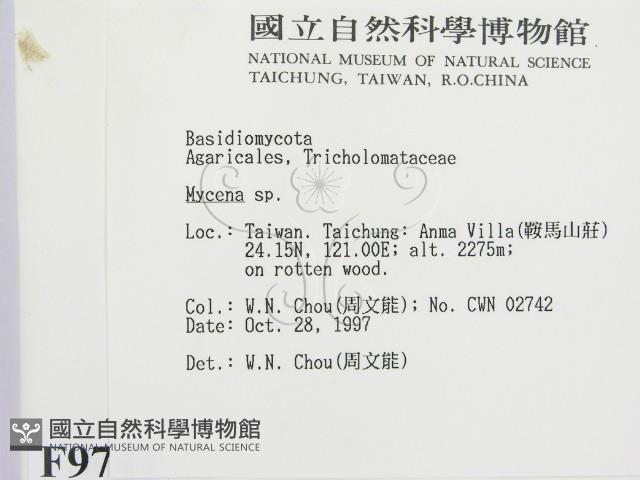 國立自然科學博物館
NATIONAL MUSEUM OF NATURAL SCIENCE
TAICHUNG, TAIWAN, R.O.CHINA
Basidiomycota
Agaricales, Tricholomataceae
Mycena sp.
Loc.: Taiwan. Taichung: Anma Villa(鞍馬山莊)
24.15N, 121.00E; alt. 2275m;
on rotten wood.
Col.: W.N. Chou(周文能); No. CWN 02742
Date: Oct. 28, 1997
Det.: W.N. Chou(周文能)
國立自然科學博物館
NATIONAL MUSEUM OF NATURAL SCIENCE
F97